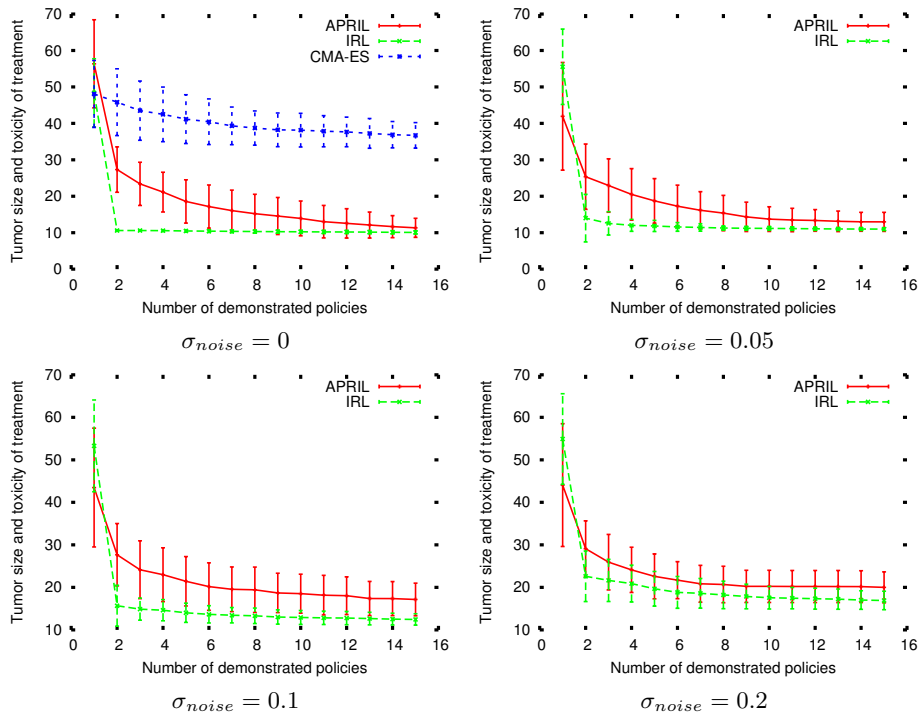 70
60
50
40
30
20
10
0
0 2 4 6 8 10 12 14 16
Tumor size and toxicity of treatment
Number of demonstrated policies
APRIL
IRL
CMA-ES
σnoise = 0
70
60
50
40
30
20
10
0
0 2 4 6 8 10 12 14 16
Tumor size and toxicity of treatment
Number of demonstrated policies
APRIL
IRL
σnoise = 0.05
70
60
50
40
30
20
10
0 2 4 6 8 10 12 14 16
Tumor size and toxicity of treatment
Number of demonstrated policies
APRIL
IRL
σnoise = 0.1
70
60
50
40
30
20
10
0 2 4 6 8 10 12 14 16
Tumor size and toxicity of treatment
Number of demonstrated policies
APRIL
IRL
σnoise = 0.2